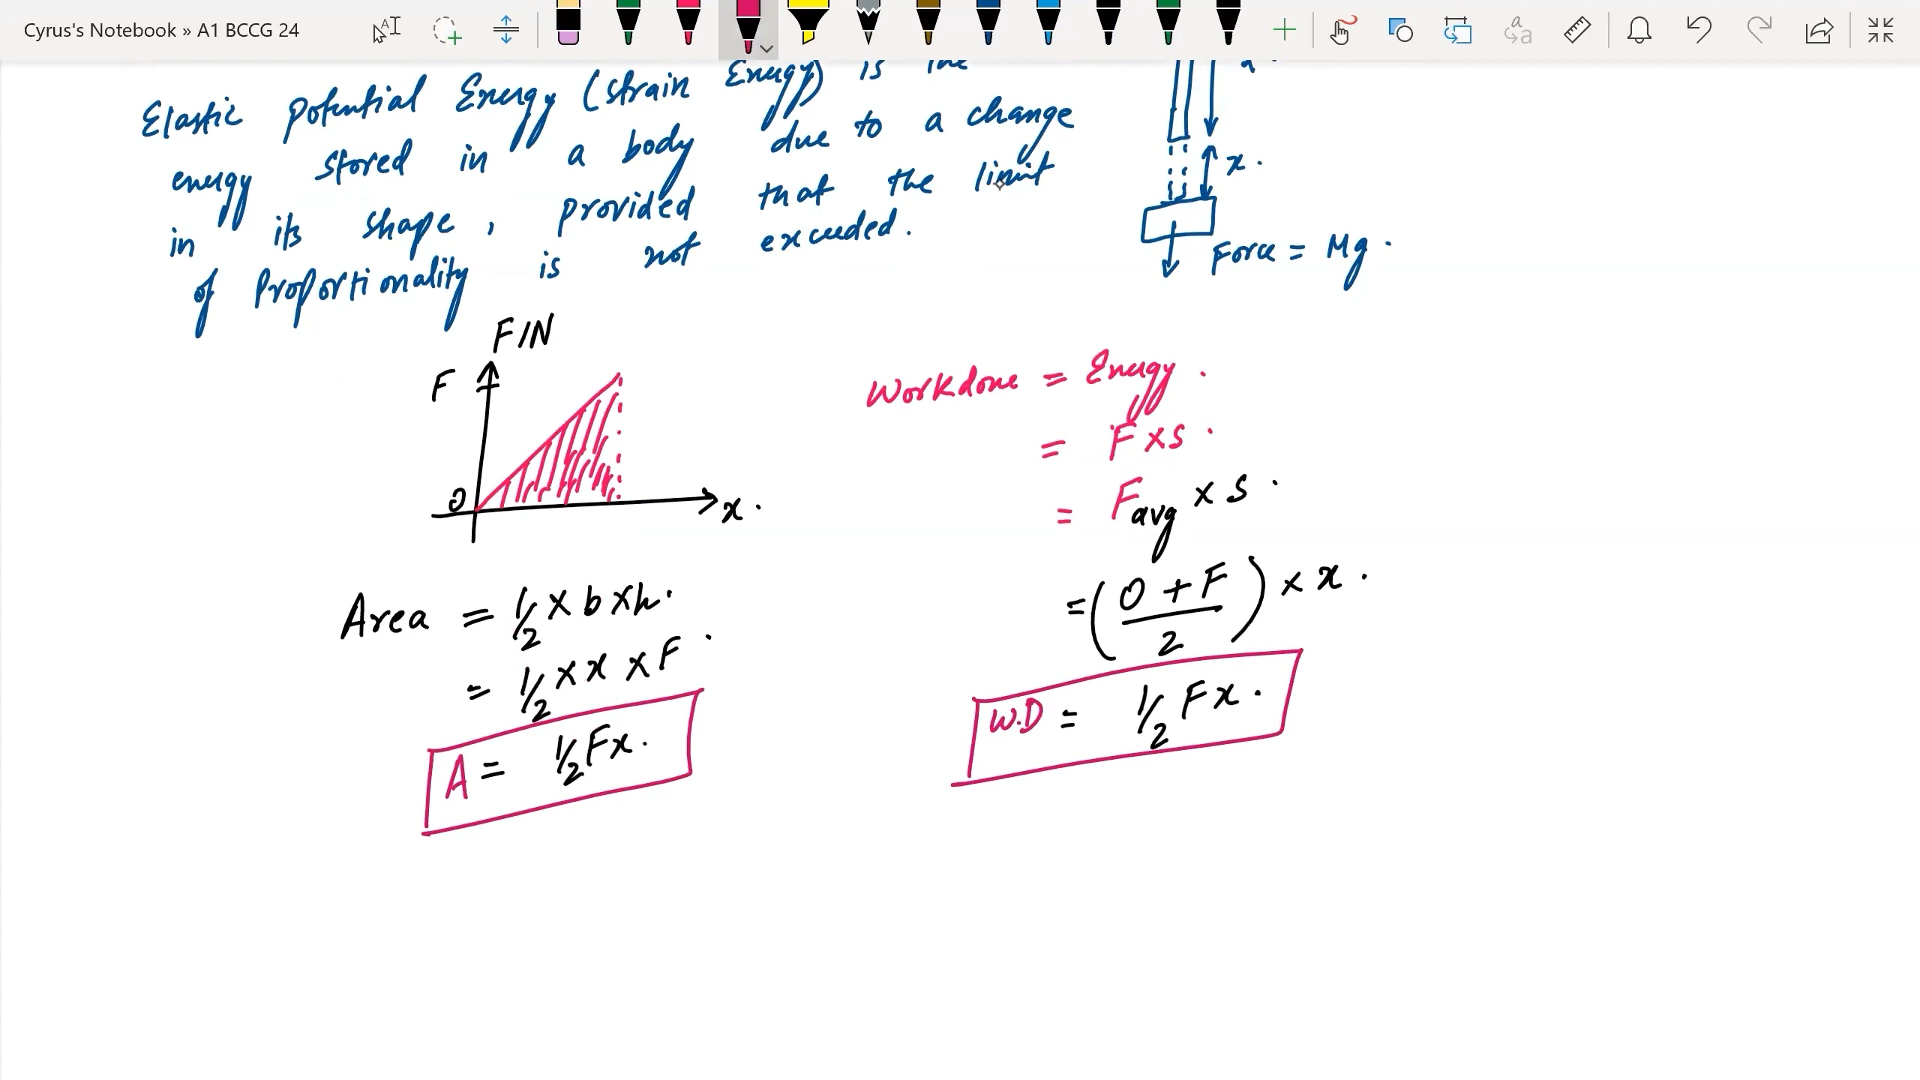 Cyrus's Notebook » A1 BCCG 24
Elastic Potential Energy (strain Energy) is the
energy stored in a body due to a change
in its shape, provided that the limit
of Proportionality is not exceeded.
x.
Force = Mg.
F/N
F
O
x.
Workdone = Energy.
= F x s.
= Favg x s.
= (0 + F / 2) x x.
W.D = 1/2 Fx.
Area = 1/2 x b x h.
= 1/2 x x x F.
A = 1/2 Fx.